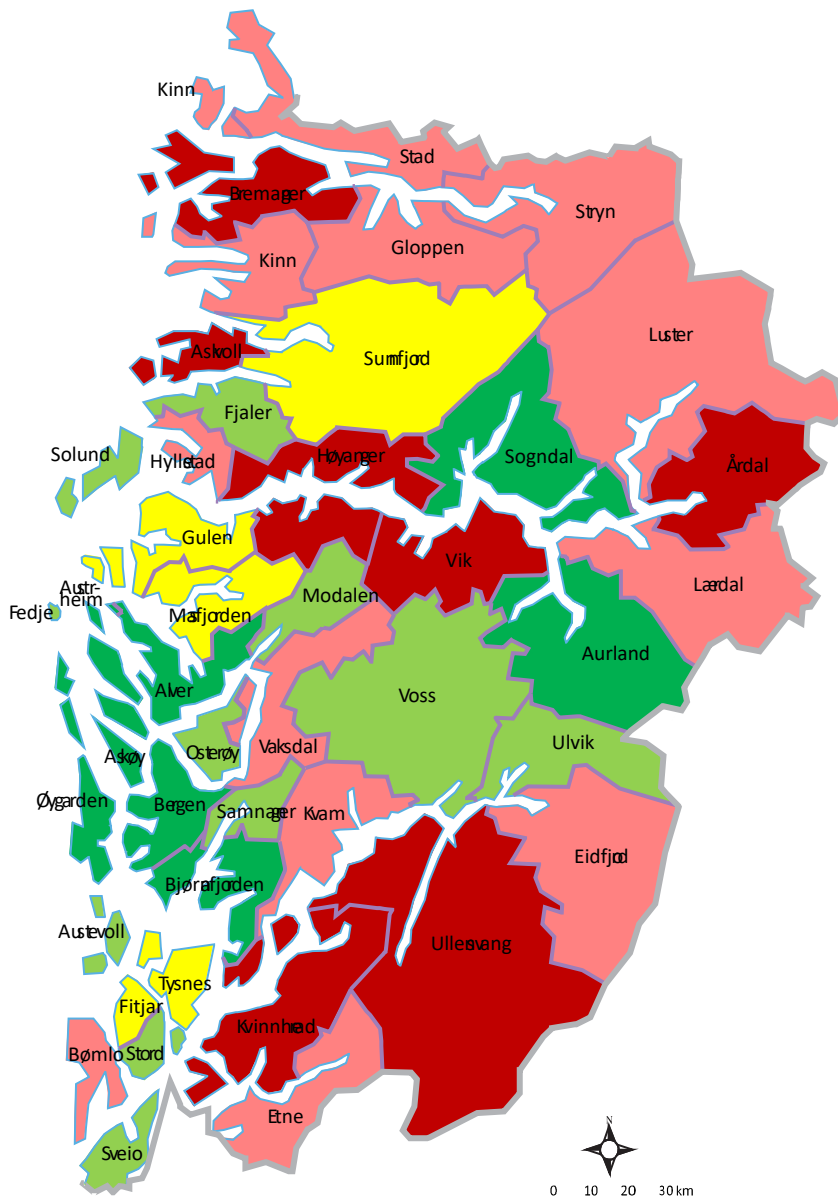 Kinn
Stad
Bremanger
Stryn
Gloppen
Kinn
Luster
Askvoll
Sunnfjord
Fjaler
Solund
Hyllestad
Høyanger
Sogndal
Årdal
Gulen
Vik
Austr-
heim
Lærdal
Modalen
Fedje
Masfjorden
Aurland
Alver
Voss
Askøy
Osterøy
Vaksdal
Ulvik
Øygarden
Bergen
Samnanger
Kvam
Eidfjord
Bjørnafjorden
Austevoll
Ullensvang
Tysnes
Fitjar
Kvinnherad
Bømlo
Stord
Etne
Sveio
N
0 10 20 30 km